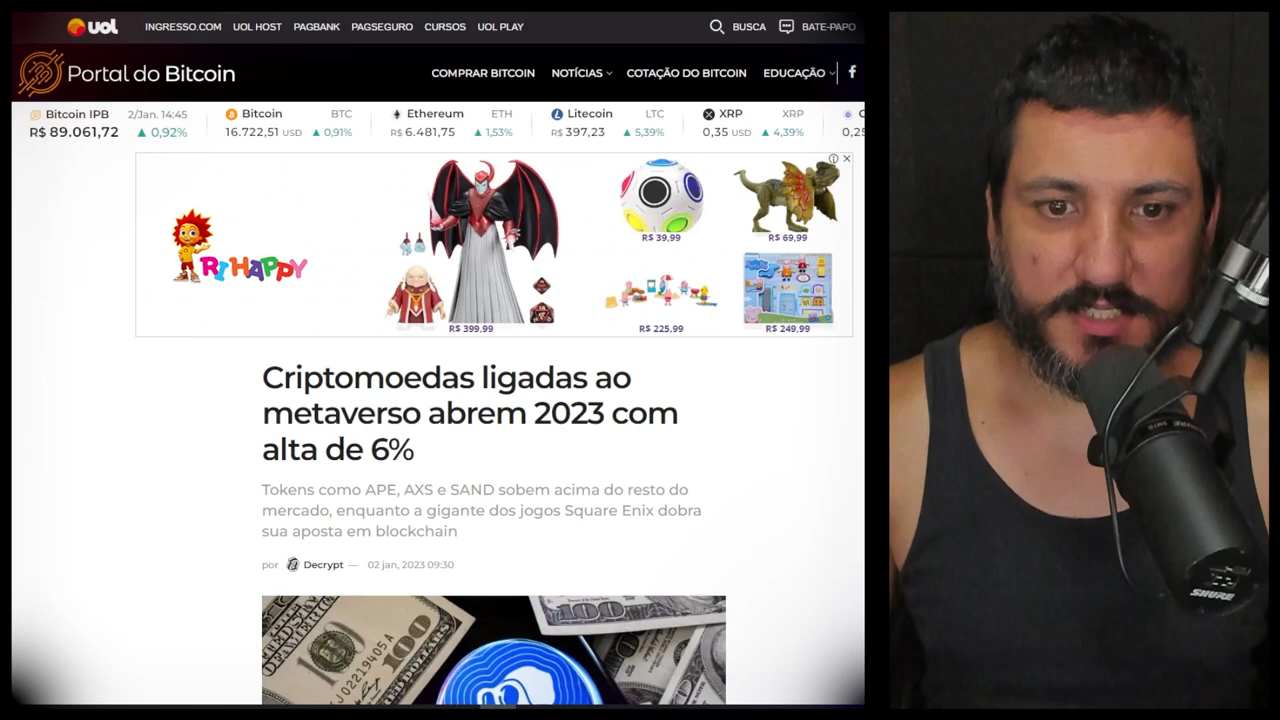 uol INGRESSO.COM UOL HOST PAGBANK PAGSEGURO CURSOS UOL PLAY BUSCA BATE-PAPO
Portal do Bitcoin COMPRAR BITCOIN NOTÍCIAS COTAÇÃO DO BITCOIN EDUCAÇÃO
Bitcoin IPB 2/Jan. 14:45 Bitcoin BTC Ethereum ETH Litecoin LTC XRP XRP C
R$ 89.061,72 ▲ 0,92% 16.722,51 USD ▲ 0,91% R$ 6.481,75 ▲ 1,53% R$ 397,23 ▲ 5,39% 0,35 USD ▲ 4,39% 0,25
R$ 39,99 R$ 69,99
RI HAPPY
R$ 399,99 R$ 225,99 R$ 249,99
Criptomoedas ligadas ao
metaverso abrem 2023 com
alta de 6%
Tokens como APE, AXS e SAND sobem acima do resto do
mercado, enquanto a gigante dos jogos Square Enix dobra
sua aposta em blockchain
por Decrypt — 02 jan, 2023 09:30
100
100
SHURE